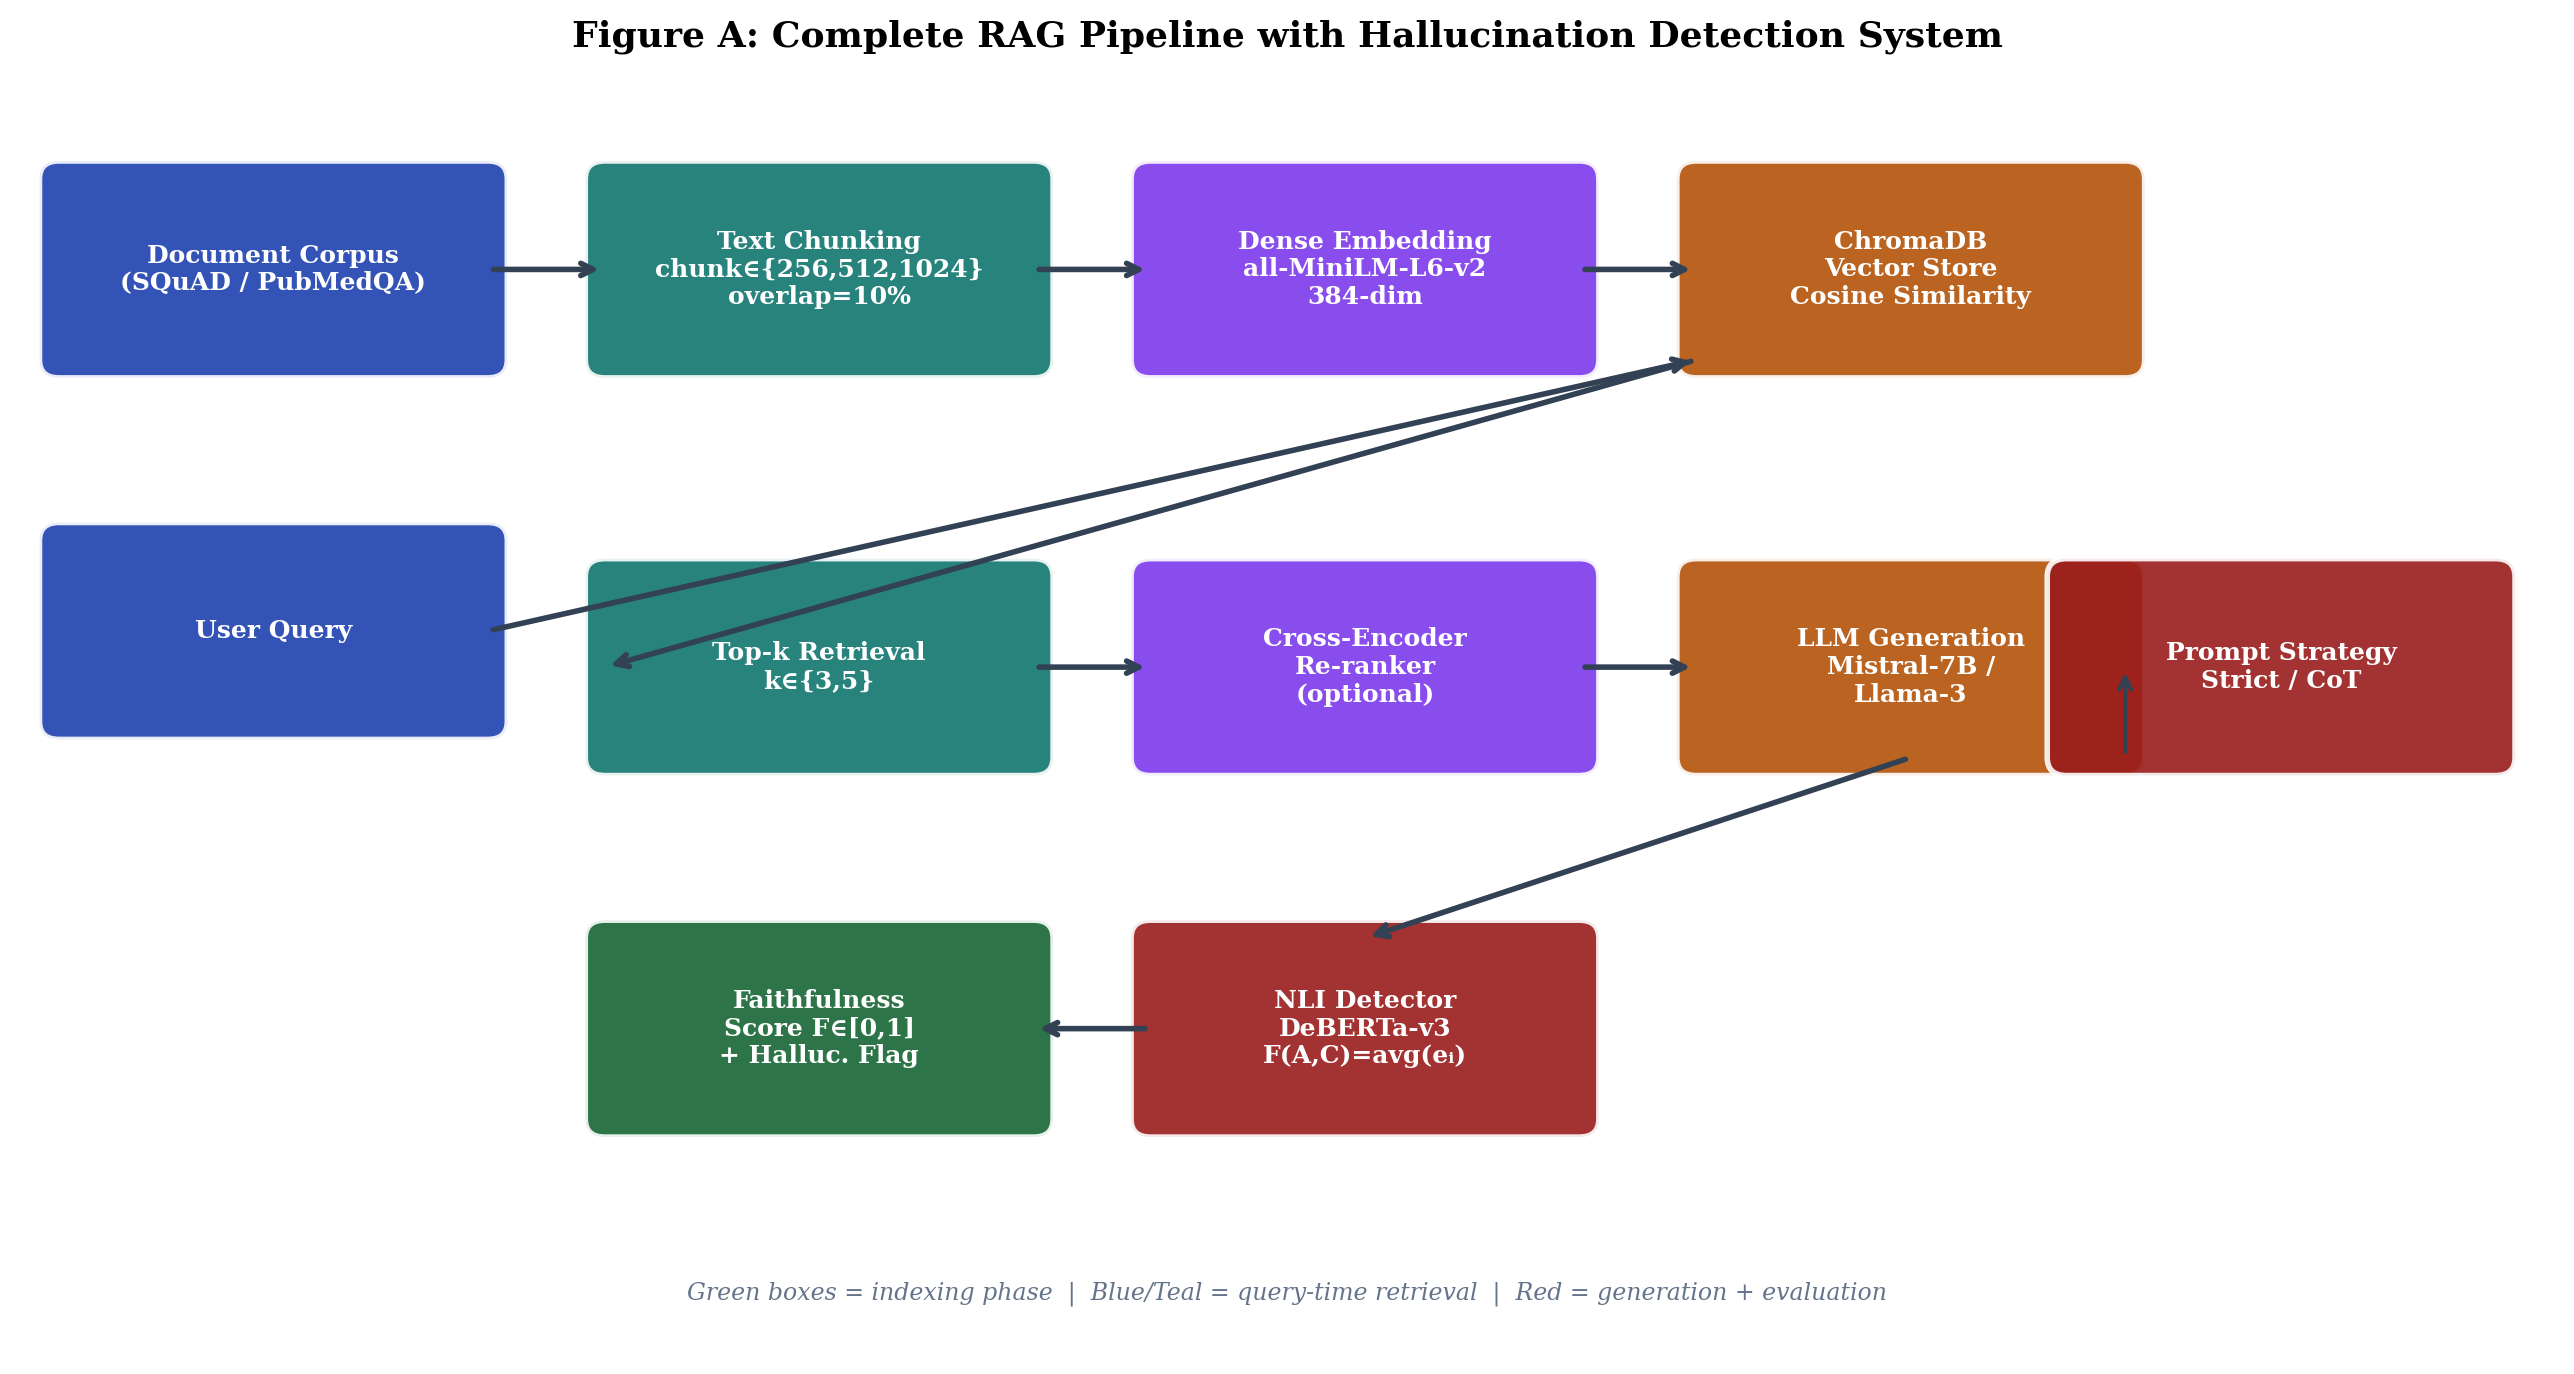 Figure A: Complete RAG Pipeline with Hallucination Detection System
Document Corpus
(SQuAD / PubMedQA)
Text Chunking
chunk∈{256,512,1024}
overlap=10%
Dense Embedding
all-MiniLM-L6-v2
384-dim
ChromaDB
Vector Store
Cosine Similarity
User Query
Top-k Retrieval
k∈{3,5}
Cross-Encoder
Re-ranker
(optional)
LLM Generation
Mistral-7B /
Llama-3
Prompt Strategy
Strict / CoT
Faithfulness
Score F∈[0,1]
+ Halluc. Flag
NLI Detector
DeBERTa-v3
F(A,C)=avg(eᵢ)
Green boxes = indexing phase | Blue/Teal = query-time retrieval | Red = generation + evaluation